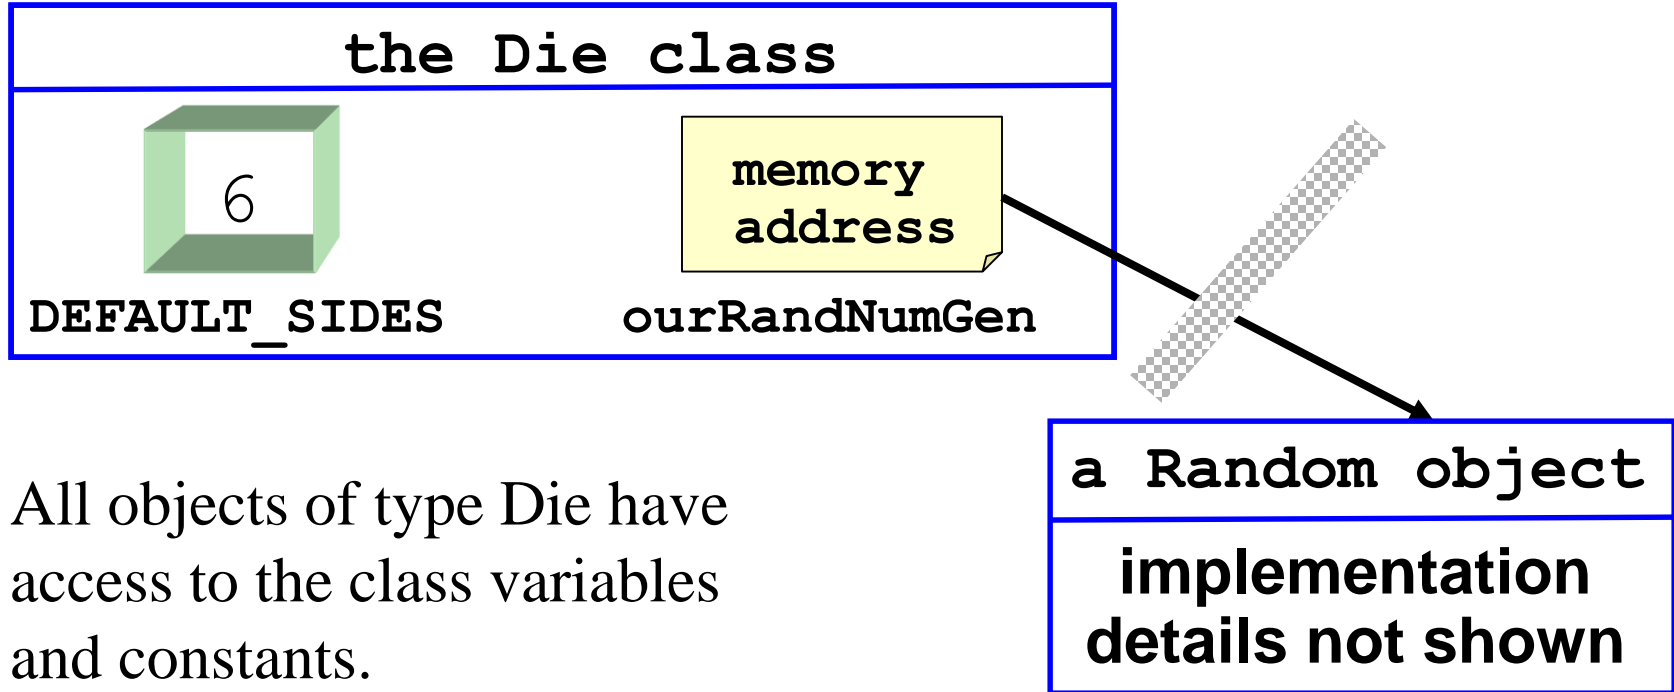 the Die class
6
memory
address
DEFAULT_SIDES
ourRandNumGen
All objects of type Die have
access to the class variables
and constants.
a Random object
implementation
details not shown